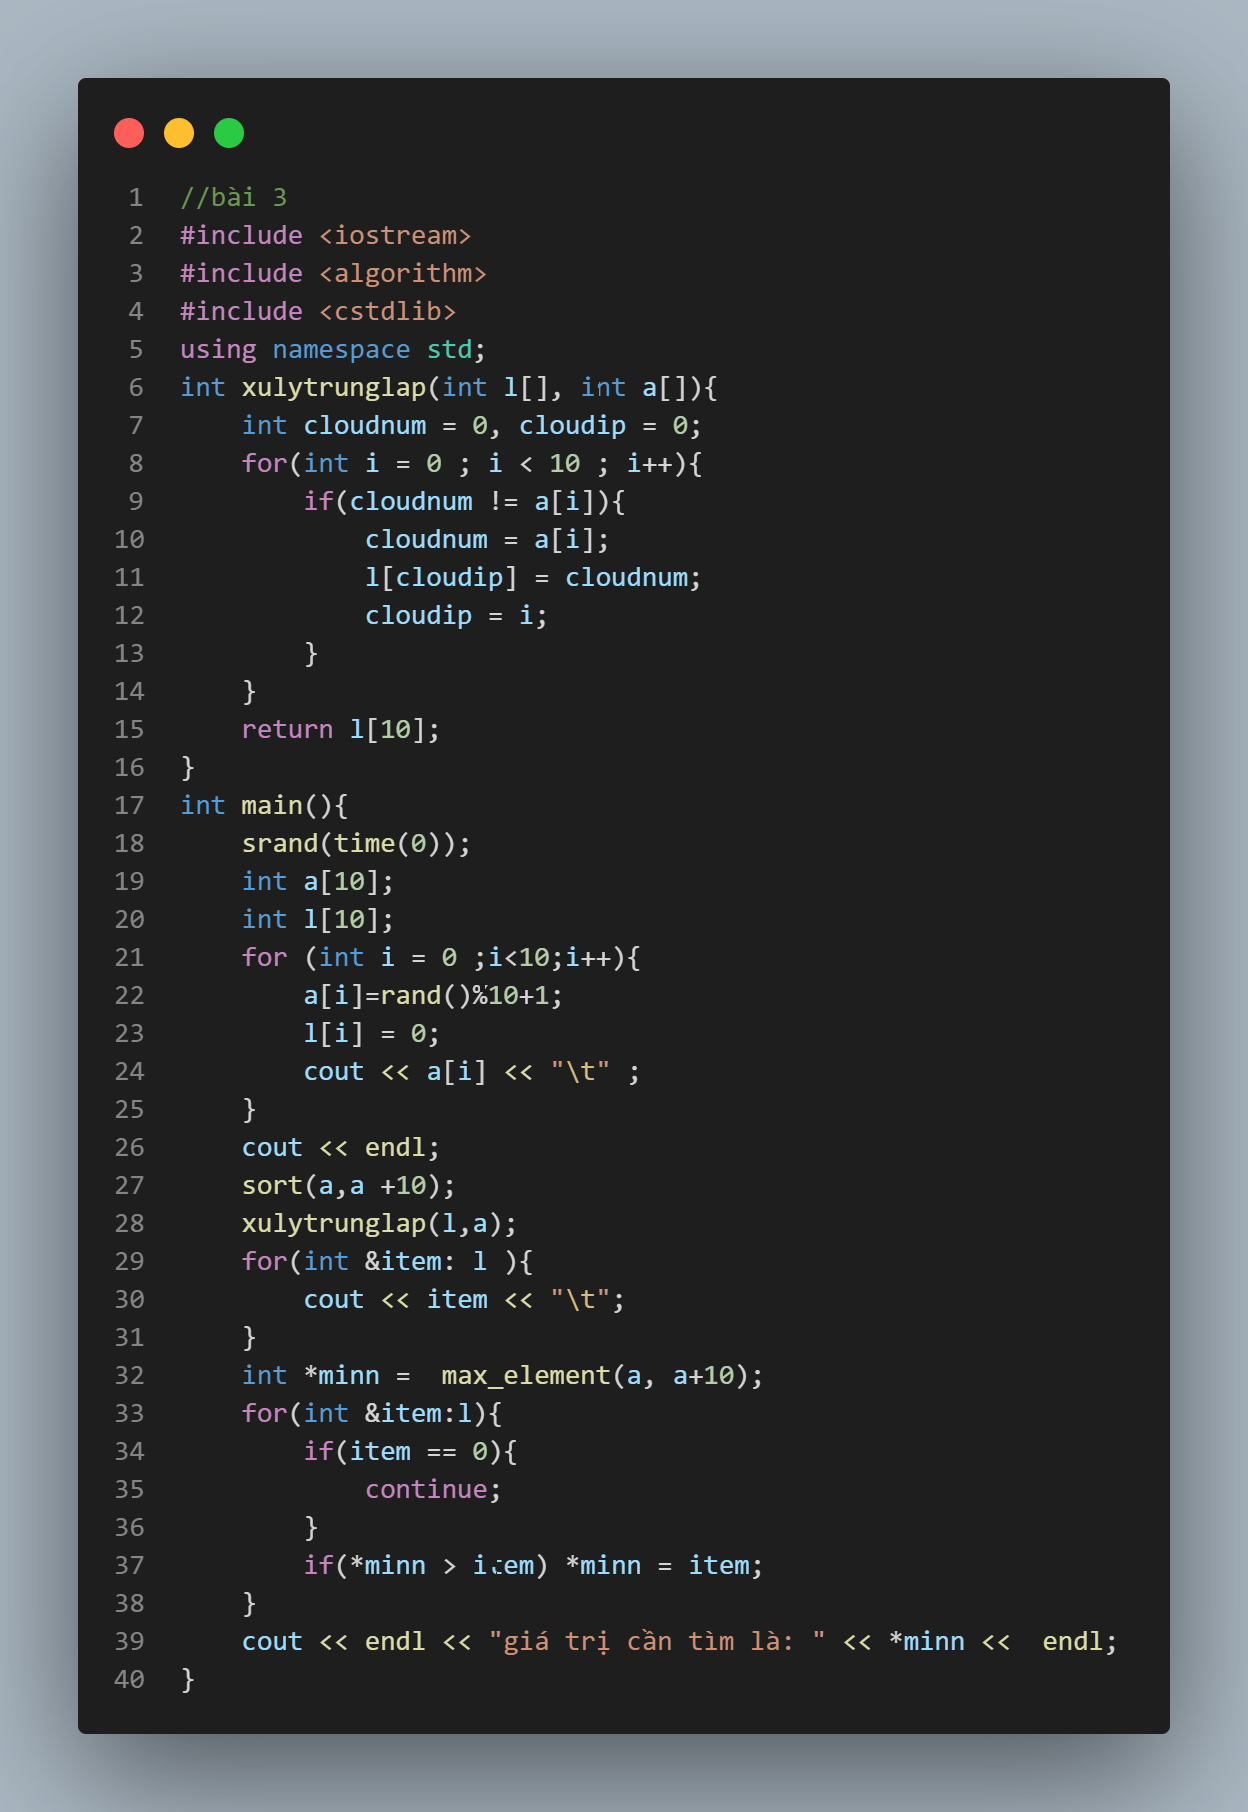 1 //bài 3
2 #include <iostream>
3 #include <algorithm>
4 #include <cstdlib>
5 using namespace std;
6 int xulytrunglap(int l[], int a[]){
7     int cloudnum = 0, cloudip = 0;
8     for(int i = 0 ; i < 10 ; i++){
9         if(cloudnum != a[i]){
10             cloudnum = a[i];
11             l[cloudip] = cloudnum;
12             cloudip = i;
13         }
14     }
15     return l[10];
16 }
17 int main(){
18     srand(time(0));
19     int a[10];
20     int l[10];
21     for (int i = 0 ;i<10;i++){
22         a[i]=rand()%10+1;
23         l[i] = 0;
24         cout << a[i] << "\t" ;
25     }
26     cout << endl;
27     sort(a,a +10);
28     xulytrunglap(l,a);
29     for(int &item: l ){
30         cout << item << "\t";
31     }
32     int *minn =  max_element(a, a+10);
33     for(int &item:l){
34         if(item == 0){
35             continue;
36         }
37         if(*minn > item) *minn = item;
38     }
39     cout << endl << "giá trị cần tìm là: " << *minn <<  endl;
40 }